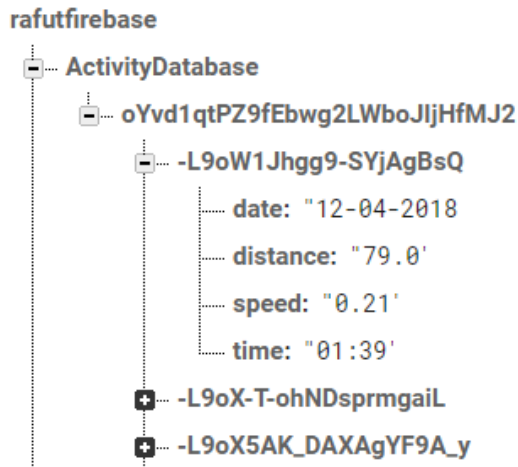 rafutfirebase
ActivityDatabase
oYvd1qtPZ9fEbwg2LWboJljHfMJ2
-L9oW1Jhgg9-SYjAgBsQ
date: "12-04-2018
distance: "79.0'
speed: "0.21'
time: "01:39'
-L9oX-T-ohNDsprmgaiL
-L9oX5AK_DAXAgYF9A_y